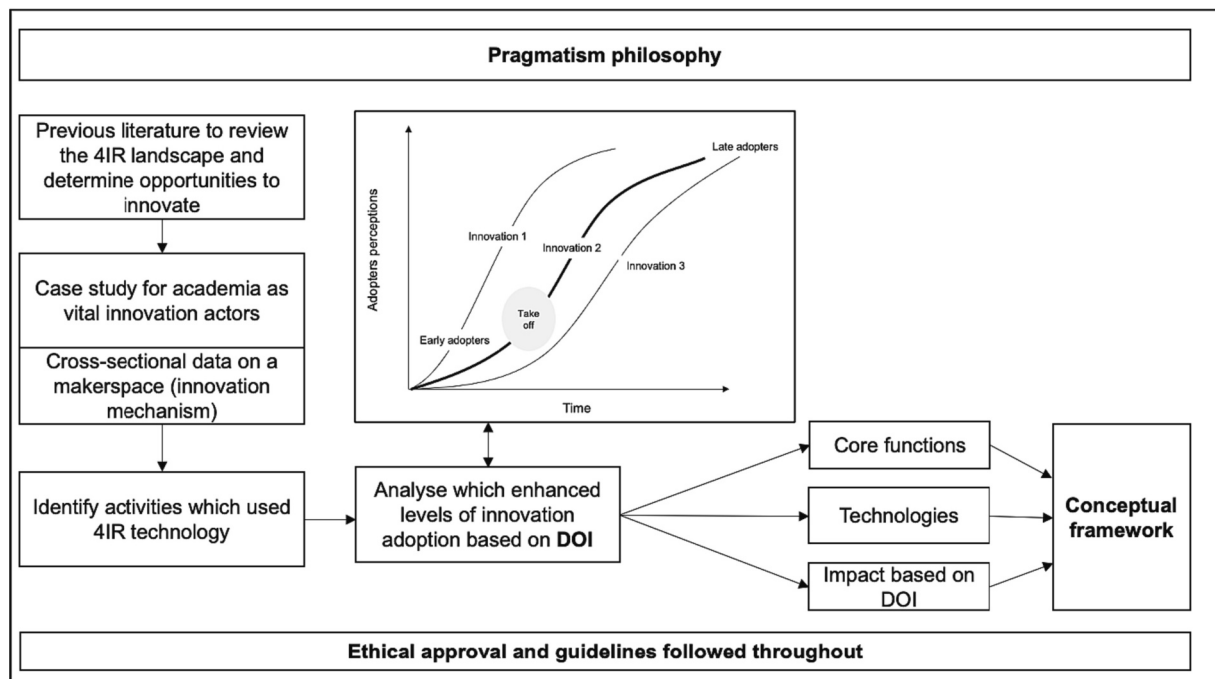 Pragmatism philosophy
Previous literature to review
the 4IR landscape and
determine opportunities to
innovate
Case study for academia as
vital innovation actors
Cross-sectional data on a
makerspace (innovation
mechanism)
Identify activities which used
4IR technology
Adopters perceptions
Late adopters
Innovation 1
Innovation 2
Innovation 3
Take
off
Early adopters
Time
Analyse which enhanced
levels of innovation
adoption based on DOI
Core functions
Technologies
Impact based on
DOI
Conceptual
framework
Ethical approval and guidelines followed throughout